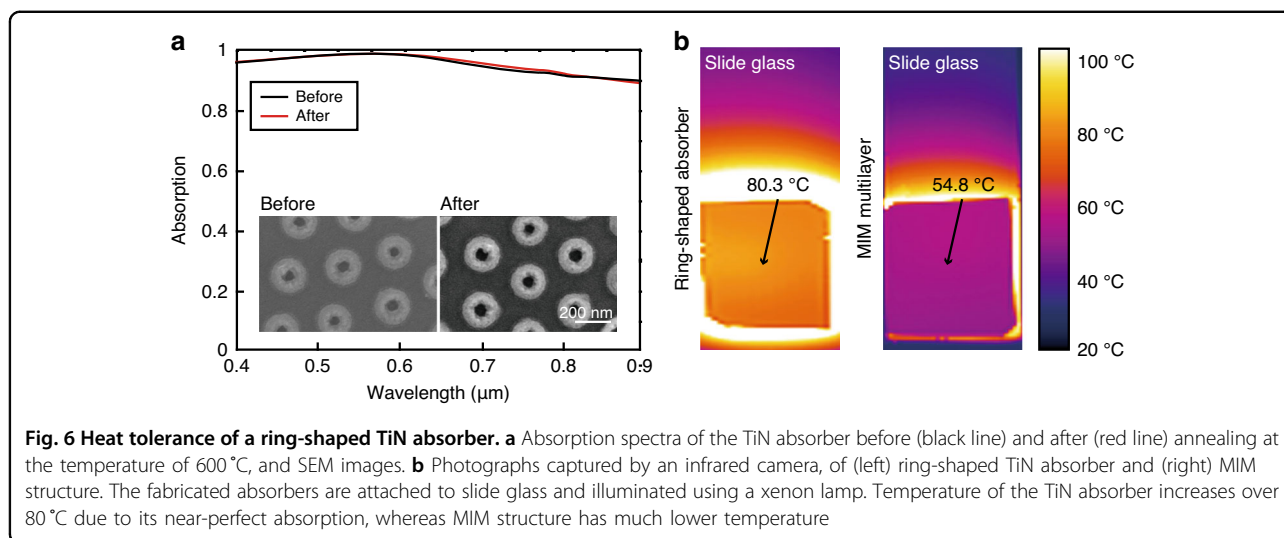 a
1
0.8
0.6
0.4
0.2
0
Absorption
Before
After
Before
After
200 nm
0.4
0.5
0.6
0.7
0.8
0.9
Wavelength (μm)
b
Ring-shaped absorber
Slide glass
80.3 °C
MIM multilayer
Slide glass
54.8 °C
100 °C
80 °C
60 °C
40 °C
20 °C
Fig. 6 Heat tolerance of a ring-shaped TiN absorber. a Absorption spectra of the TiN absorber before (black line) and after (red line) annealing at
the temperature of 600 °C, and SEM images. b Photographs captured by an infrared camera, of (left) ring-shaped TiN absorber and (right) MIM
structure. The fabricated absorbers are attached to slide glass and illuminated using a xenon lamp. Temperature of the TiN absorber increases over
80 °C due to its near-perfect absorption, whereas MIM structure has much lower temperature